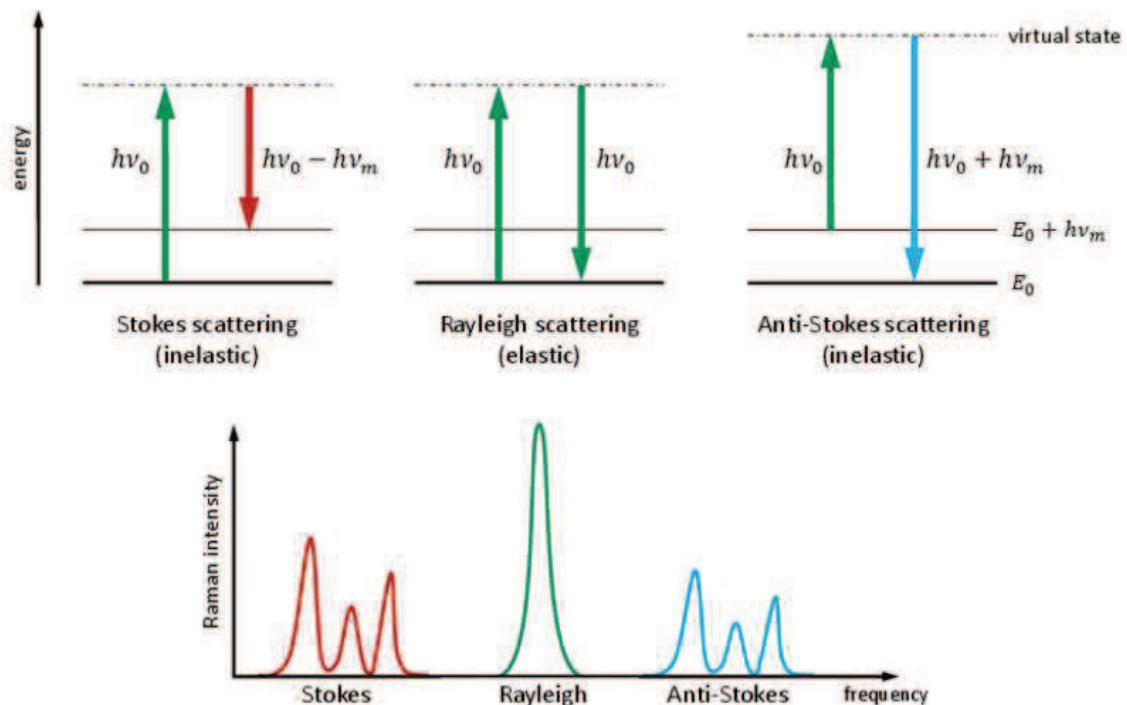 energy
virtual state
hν₀
hν₀ − hνₘ
hν₀
hν₀
hν₀
hν₀ + hνₘ
E₀ + hνₘ
E₀
Stokes scattering
(inelastic)
Rayleigh scattering
(elastic)
Anti-Stokes scattering
(inelastic)
Raman intensity
Stokes
Rayleigh
Anti-Stokes
frequency